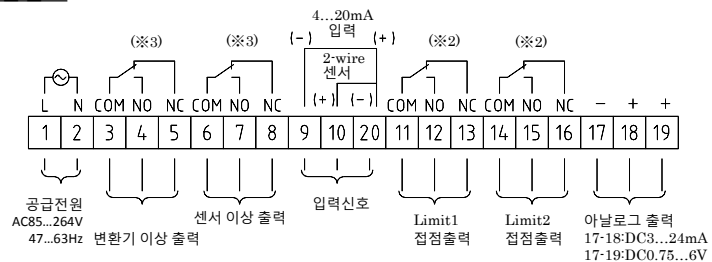 4...20mA
입력
(※3) (※3) (-) (+) (※2) (※2)
2-wire
센서
L N COM NO NC COM NO NC (+) (-) COM NO NC COM NO NC - + +
1 2 3 4 5 6 7 8 9 10 20 11 12 13 14 15 16 17 18 19
공급전원
AC85...264V
47...63Hz
변환기 이상 출력
센서 이상 출력
입력신호
Limit1
접점출력
Limit2
접점출력
아날로그 출력
17-18:DC3...24mA
17-19:DC0.75...6V